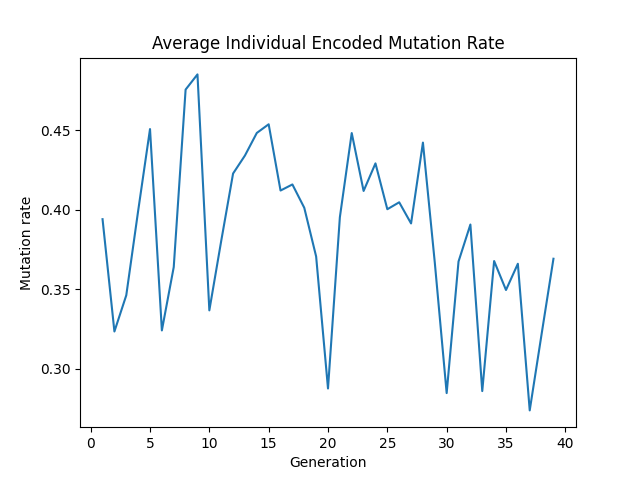 Average Individual Encoded Mutation Rate
Mutation rate
0.45
0.40
0.35
0.30
0 5 10 15 20 25 30 35 40
Generation